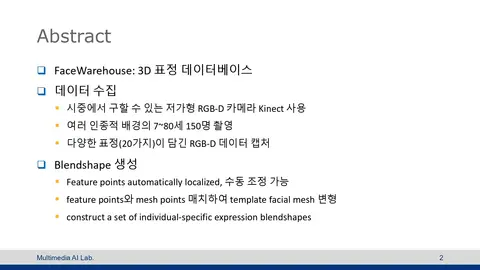 Abstract
FaceWarehouse: 3D 표정 데이터베이스
데이터 수집
시중에서 구할 수 있는 저가형 RGB-D 카메라 Kinect 사용
여러 인종적 배경의 7~80세 150명 촬영
다양한 표정(20가지)이 담긴 RGB-D 데이터 캡처
Blendshape 생성
Feature points automatically localized, 수동 조정 가능
feature points와 mesh points 매치하여 template facial mesh 변형
construct a set of individual-specific expression blendshapes
Multimedia AI Lab.
2